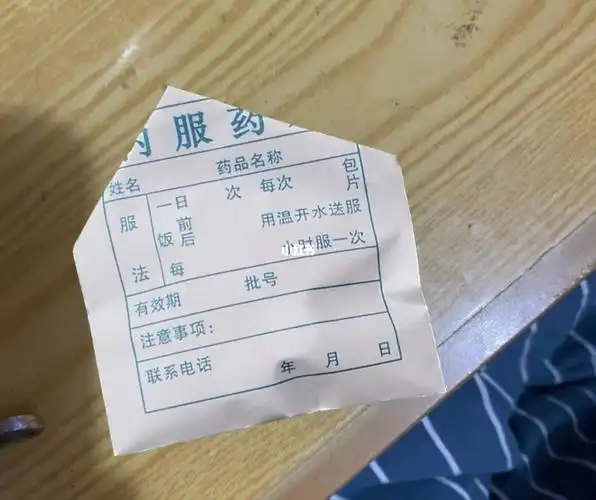 内服药
姓名 药品名称
服法
一日 次 每次 包片
饭前后 用温开水送服
每 小时服一次
有效期 批号
注意事项：
联系电话 年 月 日